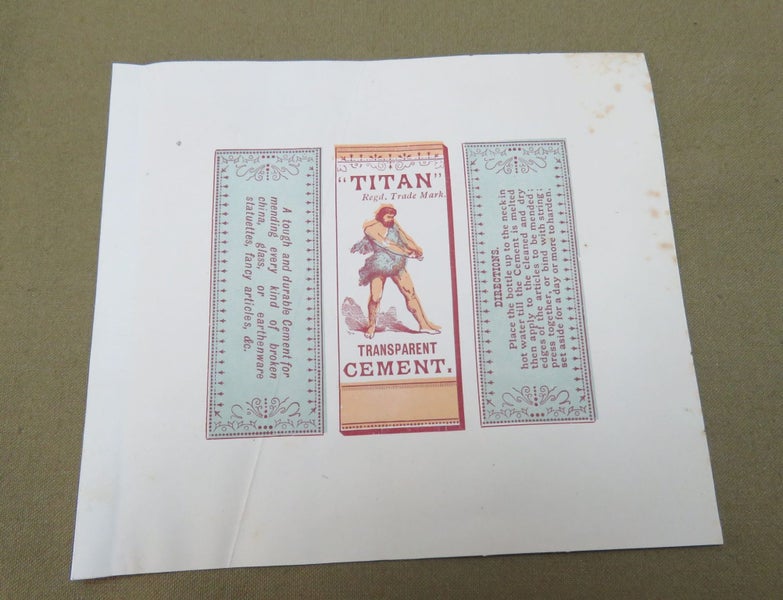 A tough and durable Cement for
mending every kind of broken
china, glass, or earthenware
statuettes, fancy articles, &c.
"TITAN"
Regd. Trade Mark.
TRANSPARENT
CEMENT.
DIRECTIONS.
Place the bottle up to the neck in
hot water till the Cement is melted
then apply to the cleaned and dry
edges of the articles to be mended;
press together, or bind with string;
set aside for a day or more to harden.